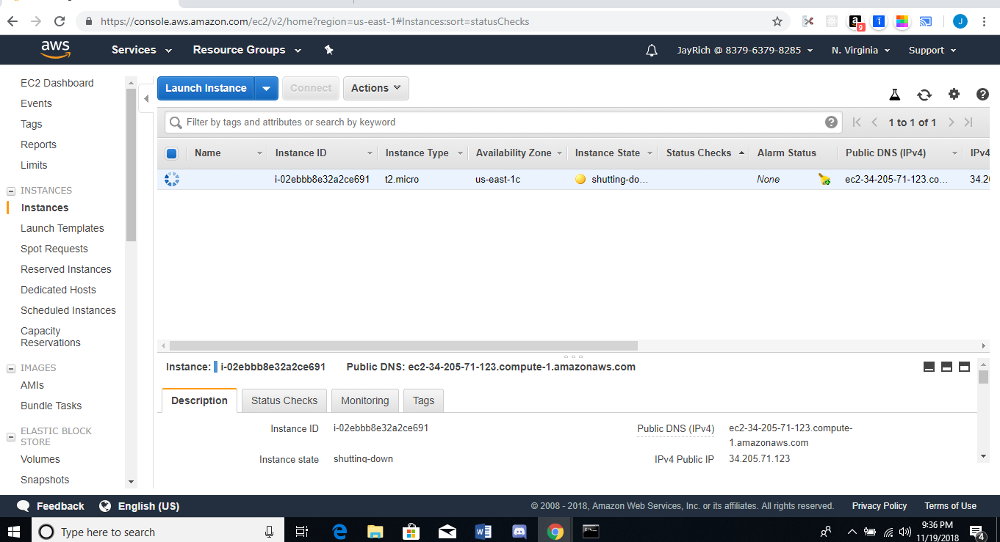 https://console.aws.amazon.com/ec2/v2/home?region=us-east-1#Instances:sort=statusChecks
9
J
aws
Services
Resource Groups
JayRich @ 8379-6379-8285
N. Virginia
Support
EC2 Dashboard
Events
Tags
Reports
Limits
INSTANCES
Instances
Launch Templates
Spot Requests
Reserved Instances
Dedicated Hosts
Scheduled Instances
Capacity
Reservations
IMAGES
AMIs
Bundle Tasks
ELASTIC BLOCK
STORE
Volumes
Snapshots
Launch Instance
Connect
Actions
Filter by tags and attributes or search by keyword
1 to 1 of 1
Name Instance ID Instance Type Availability Zone Instance State Status Checks Alarm Status Public DNS (IPv4) IPv4
i-02ebbb8e32a2ce691 t2.micro us-east-1c shutting-do... None ec2-34-205-71-123.co... 34.20
Instance: i-02ebbb8e32a2ce691 Public DNS: ec2-34-205-71-123.compute-1.amazonaws.com
Description Status Checks Monitoring Tags
Instance ID i-02ebbb8e32a2ce691
Public DNS (IPv4) ec2-34-205-71-123.compute-
1.amazonaws.com
Instance state shutting-down
IPv4 Public IP 34.205.71.123
Feedback
English (US)
© 2008 - 2018, Amazon Web Services, Inc. or its affiliates. All rights reserved.
Privacy Policy
Terms of Use
Type here to search
9:36 PM
11/19/2018
4